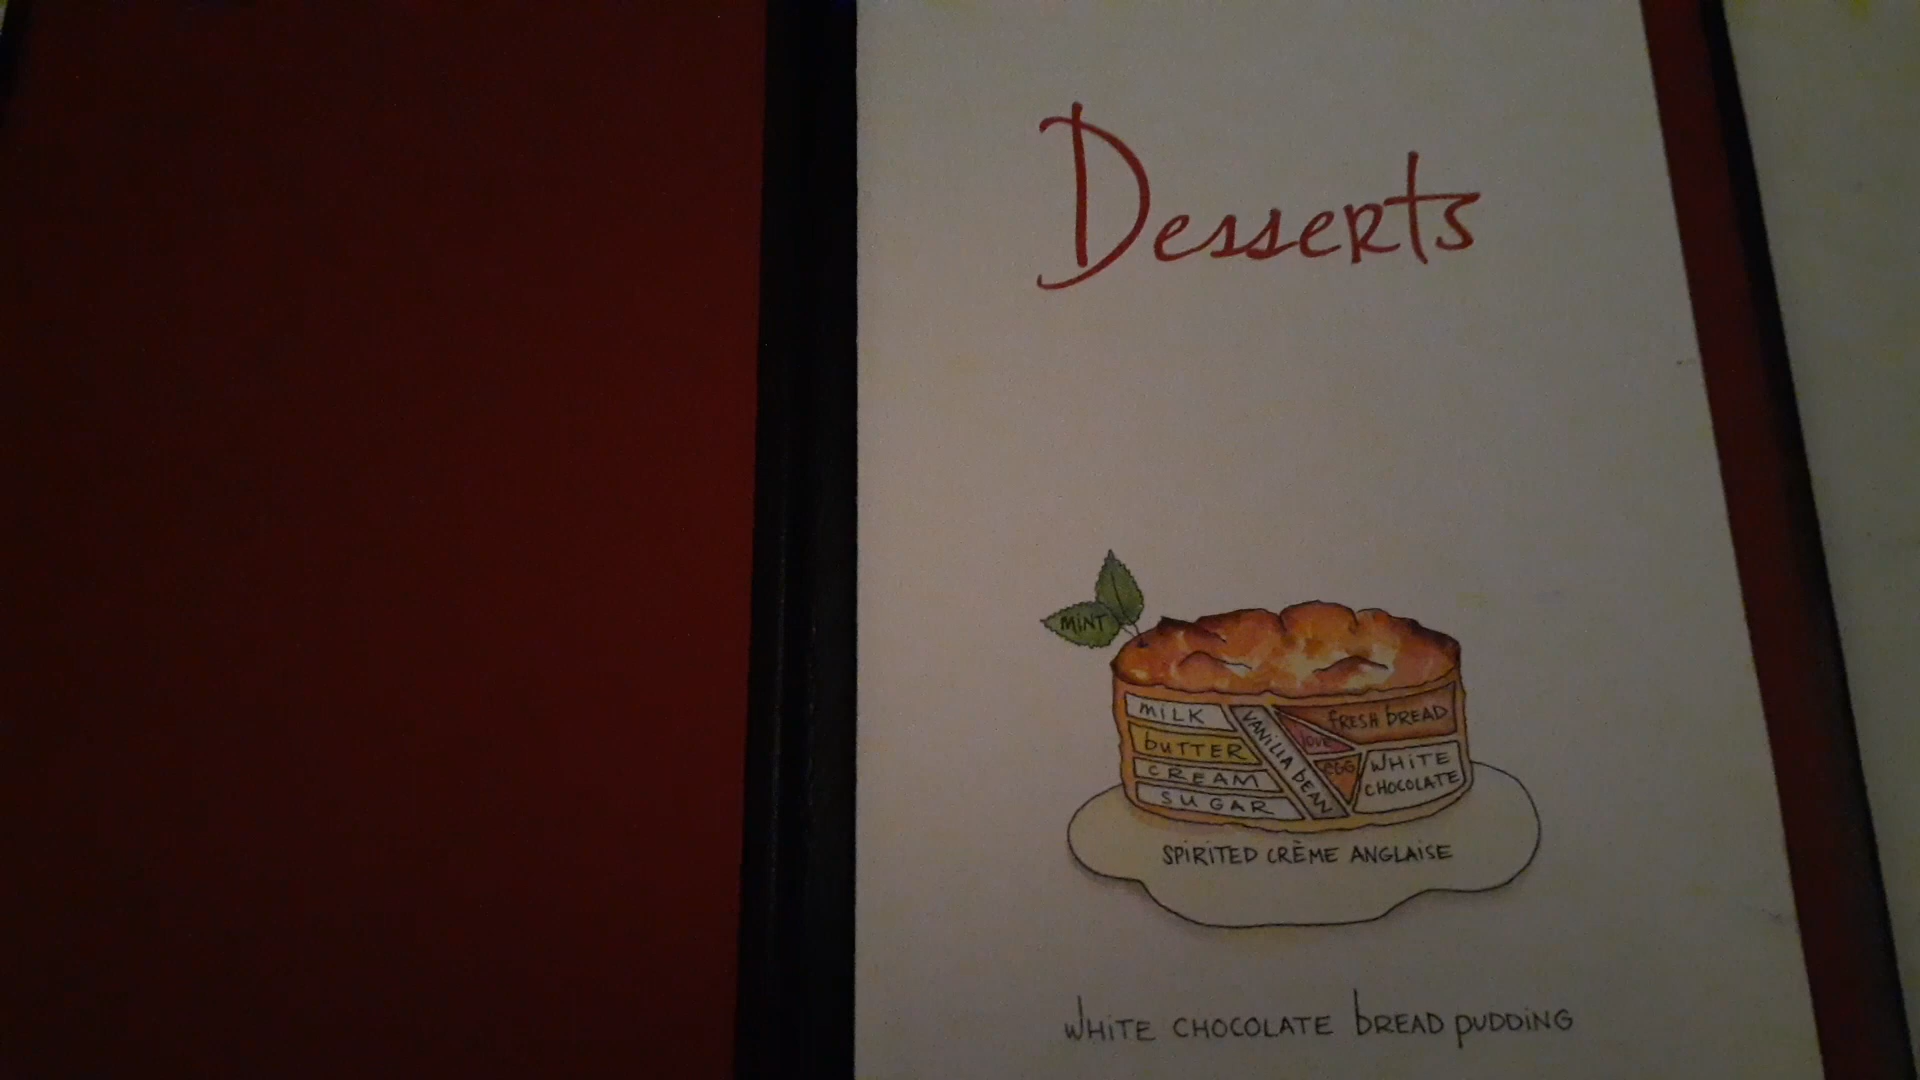 Desserts
MiNT
MiLK
bUTTER
CREAM
SUGAR
VANiLLA bEAN
FRESH bREAD
LOVE
EGG
WHiTE
CHOCOLATE
SPiRiTED CRÈME ANGLAiSE
WHiTE CHOCOLATE bREAD pUDDiNG